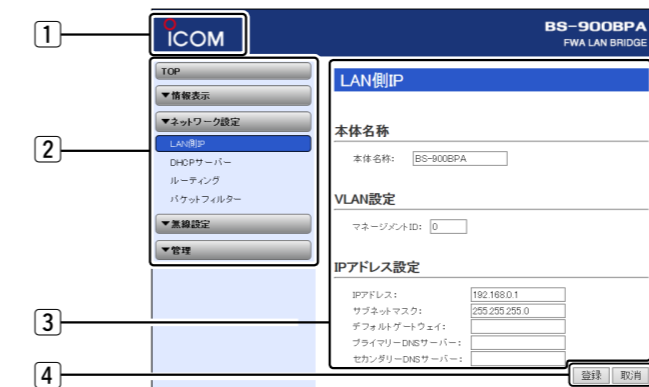 1
ICOM
BS-900BPA
FWA LAN BRIDGE
2
TOP
▼情報表示
▼ネットワーク設定
LAN側IP
DHCPサーバー
ルーティング
パケットフィルター
▼無線設定
▼管理
LAN側IP
本体名称
本体名称: BS-900BPA
VLAN設定
マネージメントID: 0
IPアドレス設定
3
IPアドレス: 192.168.0.1
サブネットマスク: 255.255.255.0
デフォルトゲートウェイ:
プライマリーDNSサーバー:
セカンダリーDNSサーバー:
4
登録 取消